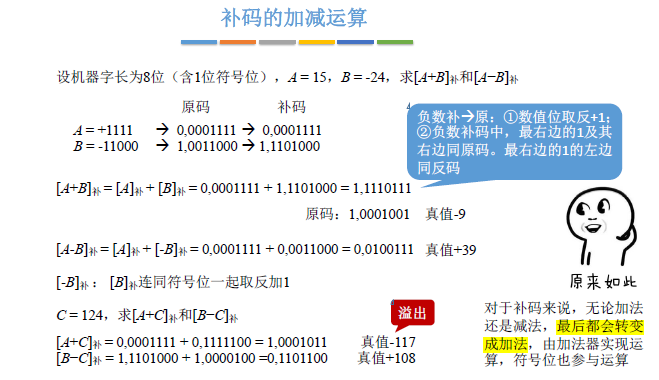 补码的加减运算
设机器字长为8位（含1位符号位），A = 15，B = -24，求[A+B]补和[A−B]补
原码 补码
A = +1111 → 0,0001111 → 0,0001111
B = -11000 → 1,0011000 → 1,1101000
负数补→原：①数值位取反+1；
②负数补码中，最右边的1及其
右边同原码。最右边的1的左边
同反码
[A+B]补 = [A]补 + [B]补 = 0,0001111 + 1,1101000 = 1,1110111
原码：1,0001001 真值-9
[A-B]补 = [A]补 + [-B]补 = 0,0001111 + 0,0011000 = 0,0100111 真值+39
[-B]补 ： [B]补连同符号位一起取反加1
原来如此
C = 124，求[A+C]补和[B−C]补
溢出
[A+C]补 = 0,0001111 + 0,1111100 = 1,0001011 真值-117
[B−C]补 = 1,1101000 + 1,0000100 =0,1101100 真值+108
对于补码来说，无论加法
还是减法，最后都会转变
成加法，由加法器实现运
算，符号位也参与运算